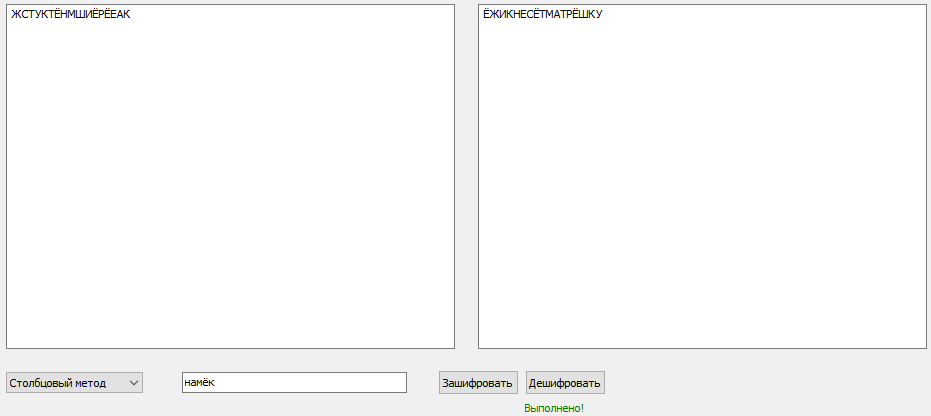 ЖСТУКТЁНМШИЁРЁЕАК
ЁЖИКНЕСЁТМАТРЁШКУ
Столбцовый метод
намёк
Зашифровать
Дешифровать
Выполнено!